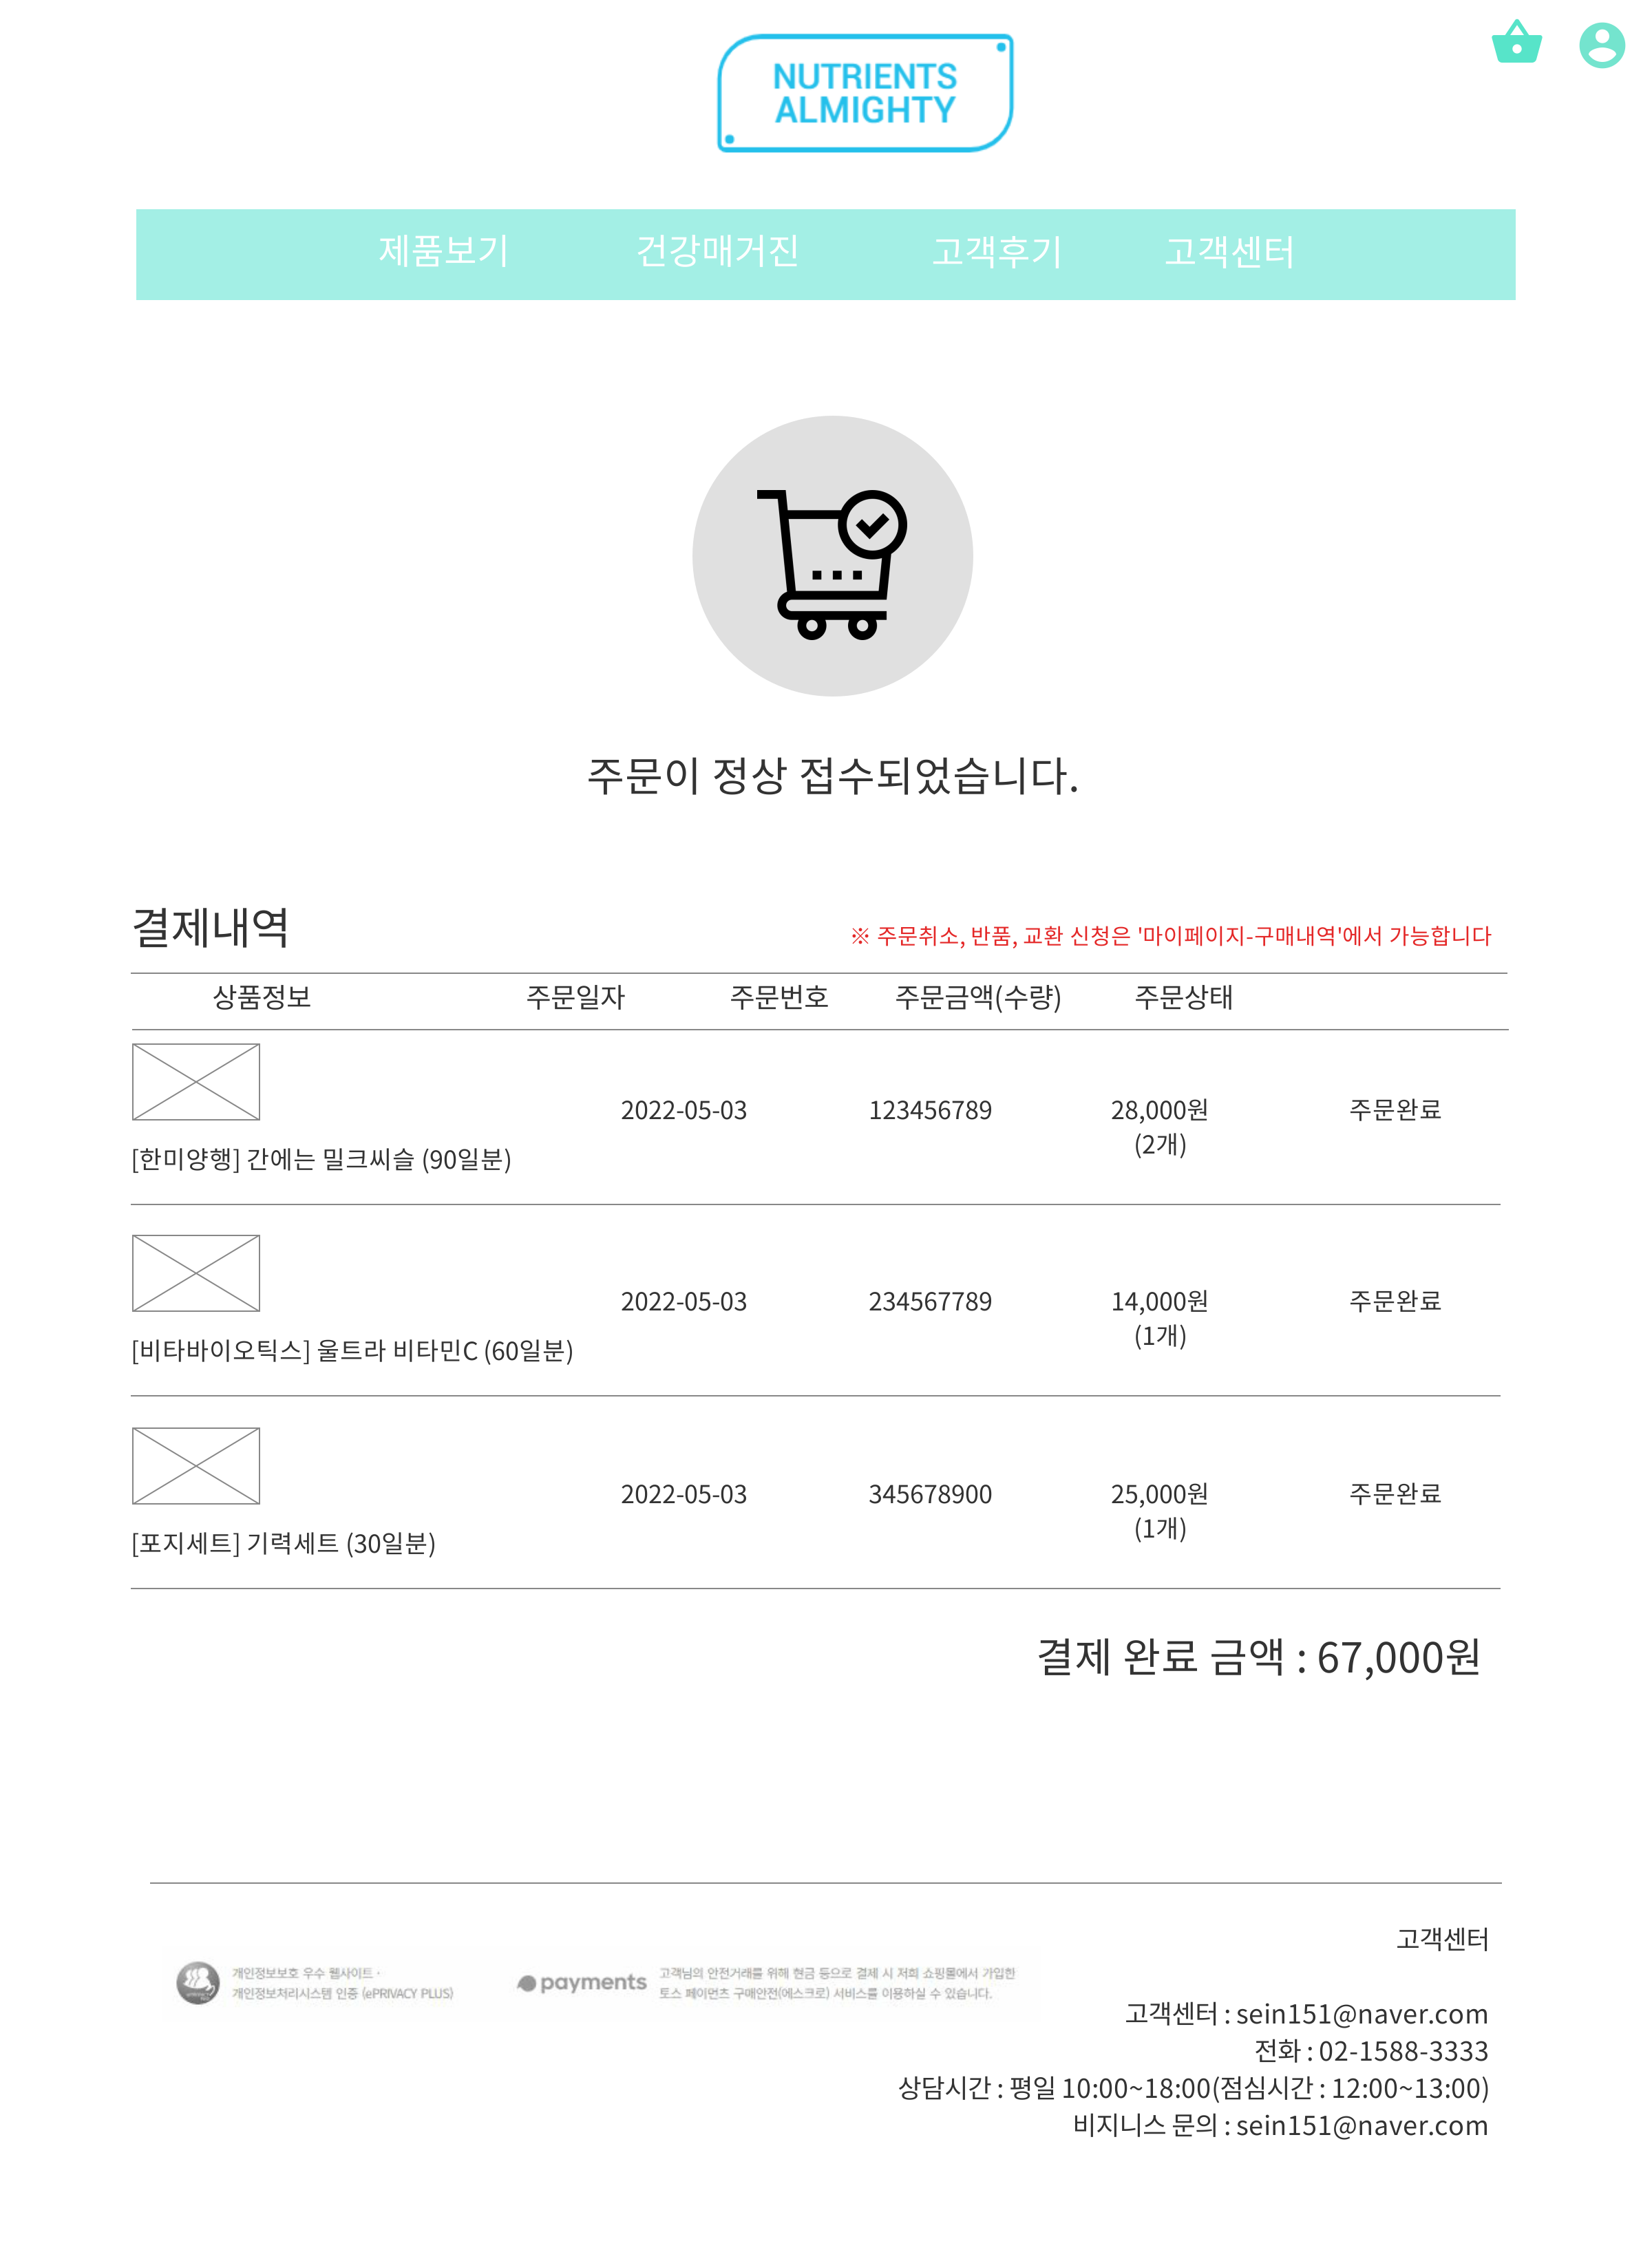 NUTRIENTS
ALMIGHTY
제품보기 건강매거진 고객후기 고객센터
주문이 정상 접수되었습니다.
결제내역
※ 주문취소, 반품, 교환 신청은 '마이페이지-구매내역'에서 가능합니다
상품정보 주문일자 주문번호 주문금액(수량) 주문상태
2022-05-03 123456789 28,000원 주문완료
(2개)
[한미양행] 간에는 밀크씨슬 (90일분)
2022-05-03 234567789 14,000원 주문완료
(1개)
[비타바이오틱스] 울트라 비타민C (60일분)
2022-05-03 345678900 25,000원 주문완료
(1개)
[포지세트] 기력세트 (30일분)
결제 완료 금액 : 67,000원
개인정보보호 우수 웹사이트 ·
개인정보처리시스템 인증 (ePRIVACY PLUS)
payments
고객님의 안전거래를 위해 현금 등으로 결제 시 저희 쇼핑몰에서 가입한
토스 페이먼츠 구매안전(에스크로) 서비스를 이용하실 수 있습니다.
고객센터
고객센터 : sein151@naver.com
전화 : 02-1588-3333
상담시간 : 평일 10:00~18:00(점심시간 : 12:00~13:00)
비지니스 문의 : sein151@naver.com